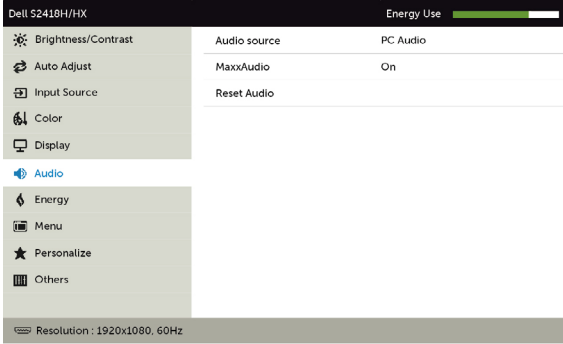 Dell S2418H/HX Energy Use
Brightness/Contrast
Auto Adjust
Input Source
Color
Display
Audio
Energy
Menu
Personalize
Others
Audio source PC Audio
MaxxAudio On
Reset Audio
Resolution : 1920x1080, 60Hz